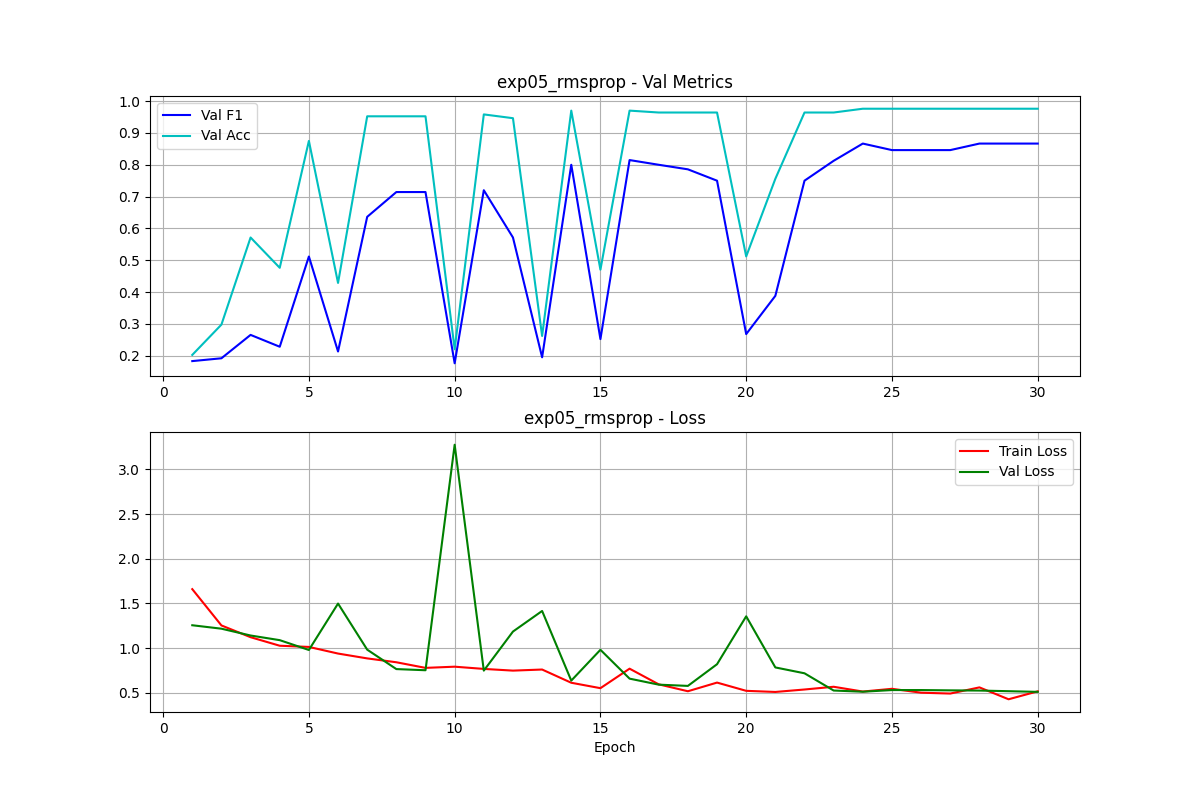 exp05_rmsprop - Val Metrics
1.0
0.9
0.8
0.7
0.6
0.5
0.4
0.3
0.2
Val F1
Val Acc
0 5 10 15 20 25 30
exp05_rmsprop - Loss
3.0
2.5
2.0
1.5
1.0
0.5
Train Loss
Val Loss
0 5 10 15 20 25 30
Epoch